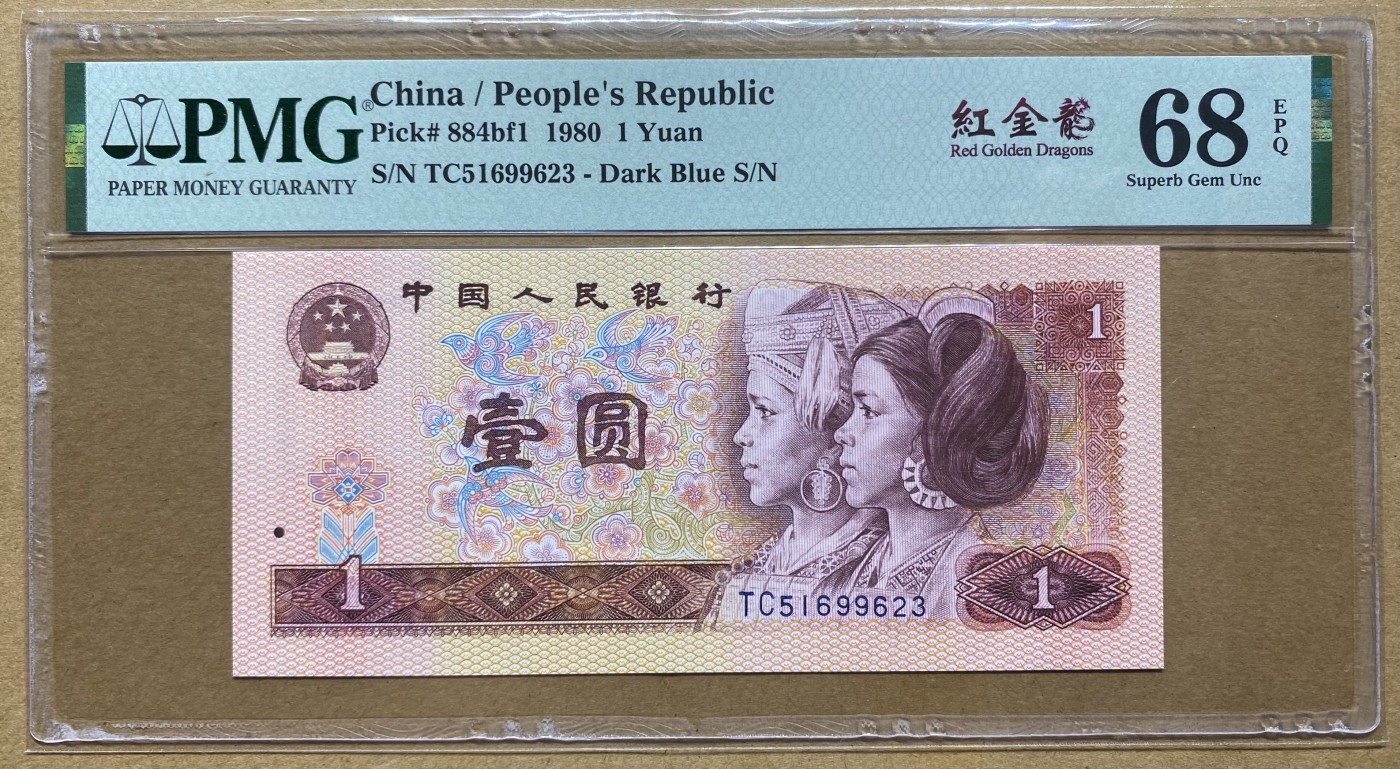 PMG®
PAPER MONEY GUARANTY
China / People's Republic
Pick# 884bf1 1980 1 Yuan
S/N TC51699623 - Dark Blue S/N
紅金龍
Red Golden Dragons
68
EPQ
Superb Gem Unc
中国人民银行
1
壹圆
1
TC51699623
1